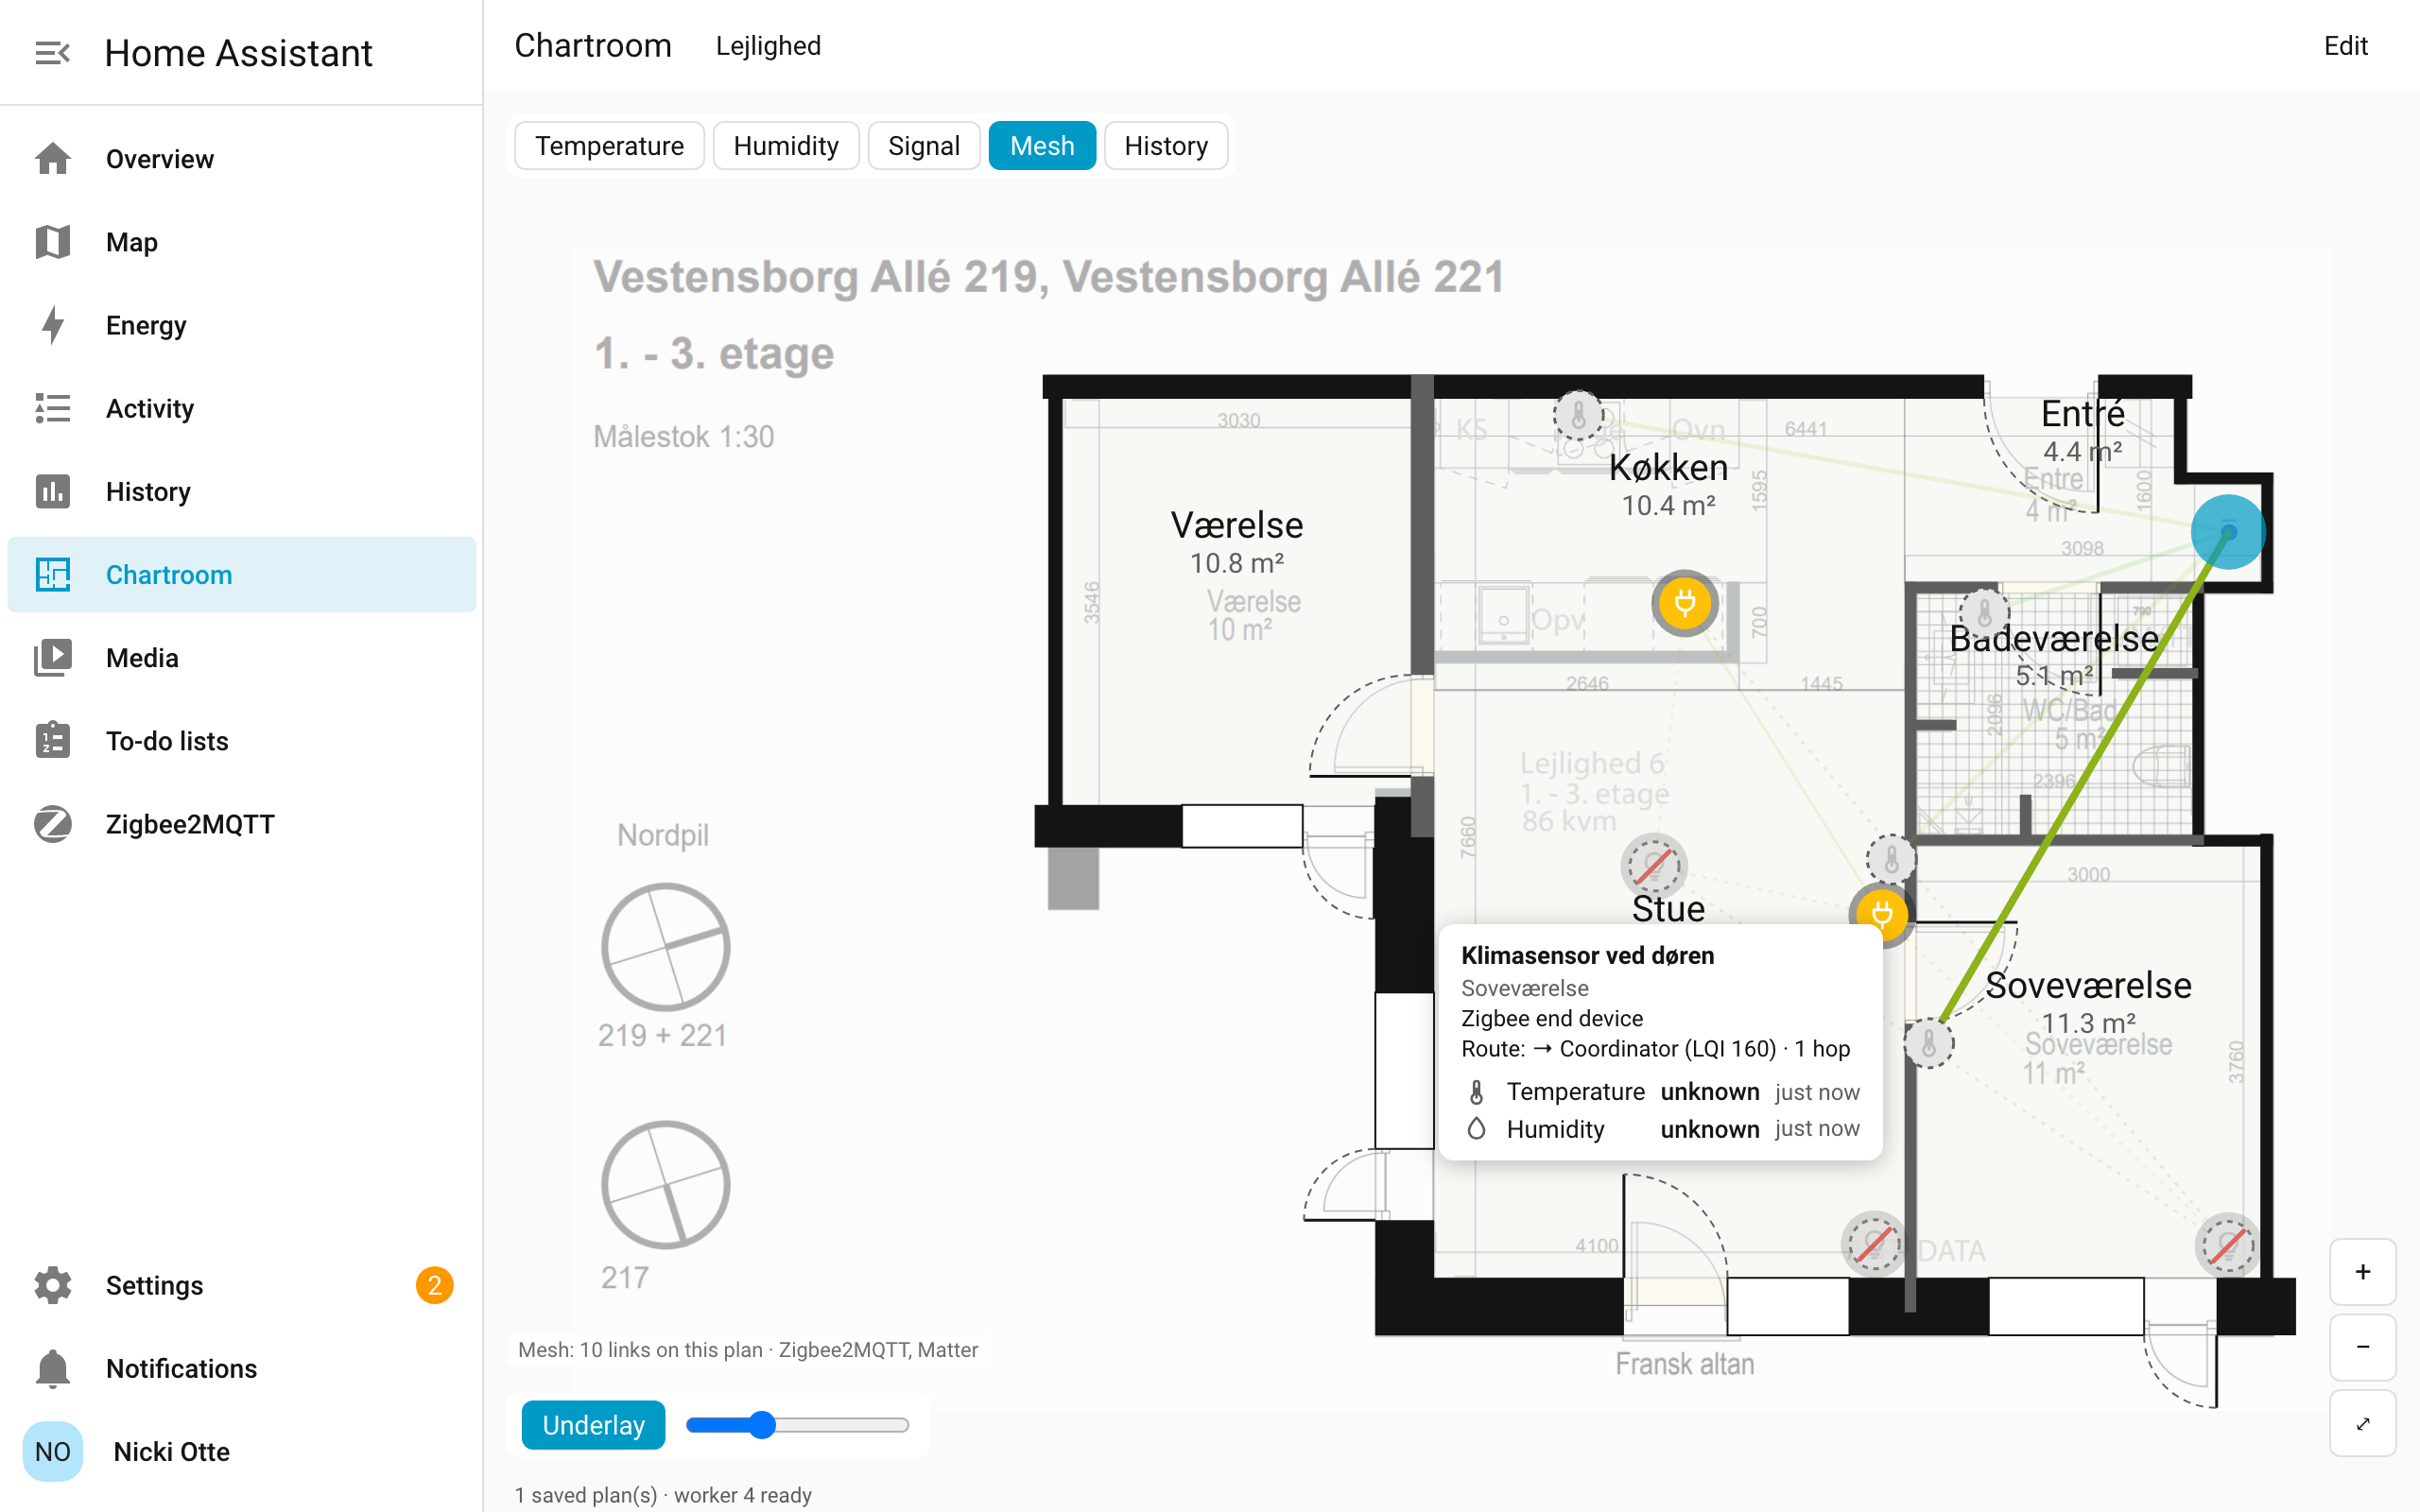 Home Assistant
Chartroom
Lejlighed
Edit
Overview
Map
Energy
Activity
History
Chartroom
Media
To-do lists
Zigbee2MQTT
Settings
2
Notifications
NO
Nicki Otte
Temperature
Humidity
Signal
Mesh
History
Vestensborg Allé 219, Vestensborg Allé 221
1. - 3. etage
Målestok 1:30
3030
KS
Ovn
6441
Entré
4.4 m²
Entre
4 m²
1600
Køkken
10.4 m²
1595
Værelse
10.8 m²
Værelse
10 m²
3546
3098
Opv
700
700
Badeværelse
5.1 m²
WC/Bad
5 m²
2096
2396
2646
1445
Lejlighed 6
1. - 3. etage
86 kvm
7660
Nordpil
219 + 221
217
Stue
3000
Klimasensor ved døren
Soveværelse
Zigbee end device
Route: → Coordinator (LQI 160) · 1 hop
Temperature unknown just now
Humidity unknown just now
Soveværelse
11.3 m²
Soveværelse
11 m²
3760
4100
DATA
Fransk altan
Mesh: 10 links on this plan · Zigbee2MQTT, Matter
Underlay
1 saved plan(s) · worker 4 ready
+
−